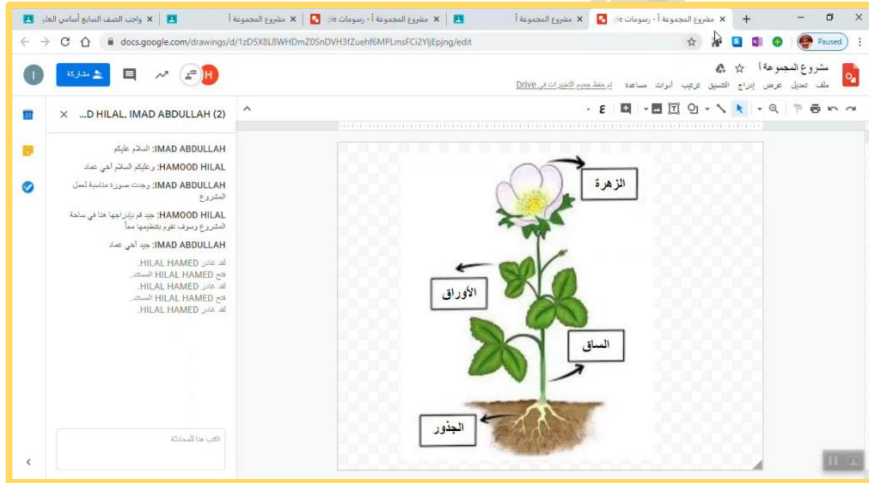 مشروع المجموعة أ - رسومات
مشروع المجموعة أ
مشروع المجموعة أ - رسومات
مشروع المجموعة أ
واجب الصف السابع أساسي
docs.google.com/drawings/d/1zD5X8L8WHDmZ0SnDVH3fZuehf6MPLmsFCi2YljEpjng/edit
Paused
مشروع المجموعة أ
ملف تعديل عرض إدراج التنسيق ترتيب أدوات مساعدة تم حفظ جميع التغييرات في Drive
مشاركة
H
I
...D HILAL, IMAD ABDULLAH (2)
IMAD ABDULLAH: السلام عليكم
HAMOOD HILAL: وعليكم السلام أخي عماد
IMAD ABDULLAH: وجدت صورة مناسبة لعمل
المشروع
HAMOOD HILAL: جيد قم بإدراجها هنا في ساحة
المشروع وسوف نقوم بتنظيمها معاً
IMAD ABDULLAH: جيد أخي عماد
لقد غادر HILAL HAMED.
فتح HILAL HAMED المستند.
لقد غادر HILAL HAMED.
فتح HILAL HAMED المستند.
لقد غادر HILAL HAMED.
اكتب هنا للمحادثة
الزهرة
الأوراق
الساق
الجذور